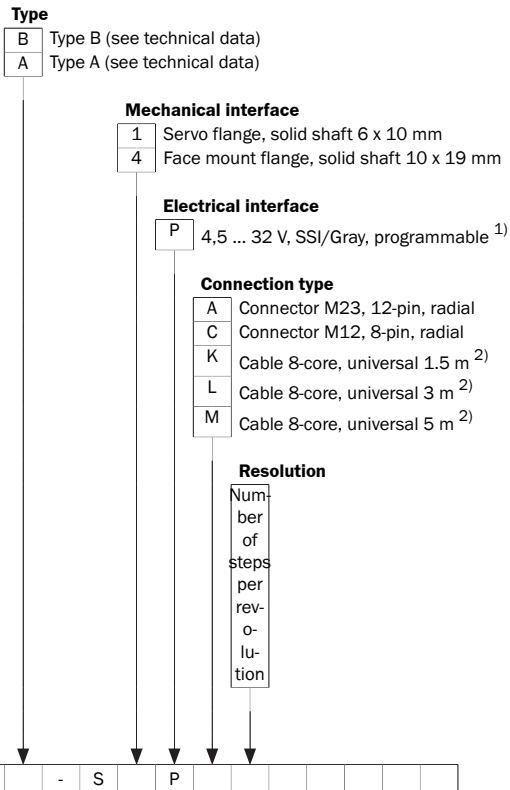 Type
B Type B (see technical data)
A Type A (see technical data)
Mechanical interface
1 Servo flange, solid shaft 6 x 10 mm
4 Face mount flange, solid shaft 10 x 19 mm
Electrical interface
P 4,5 ... 32 V, SSI/Gray, programmable 1)
Connection type
A Connector M23, 12-pin, radial
C Connector M12, 8-pin, radial
K Cable 8-core, universal 1.5 m 2)
L Cable 8-core, universal 3 m 2)
M Cable 8-core, universal 5 m 2)
Resolution
Num-
ber
of
steps
per
rev-
o-
lu-
tion
- S P